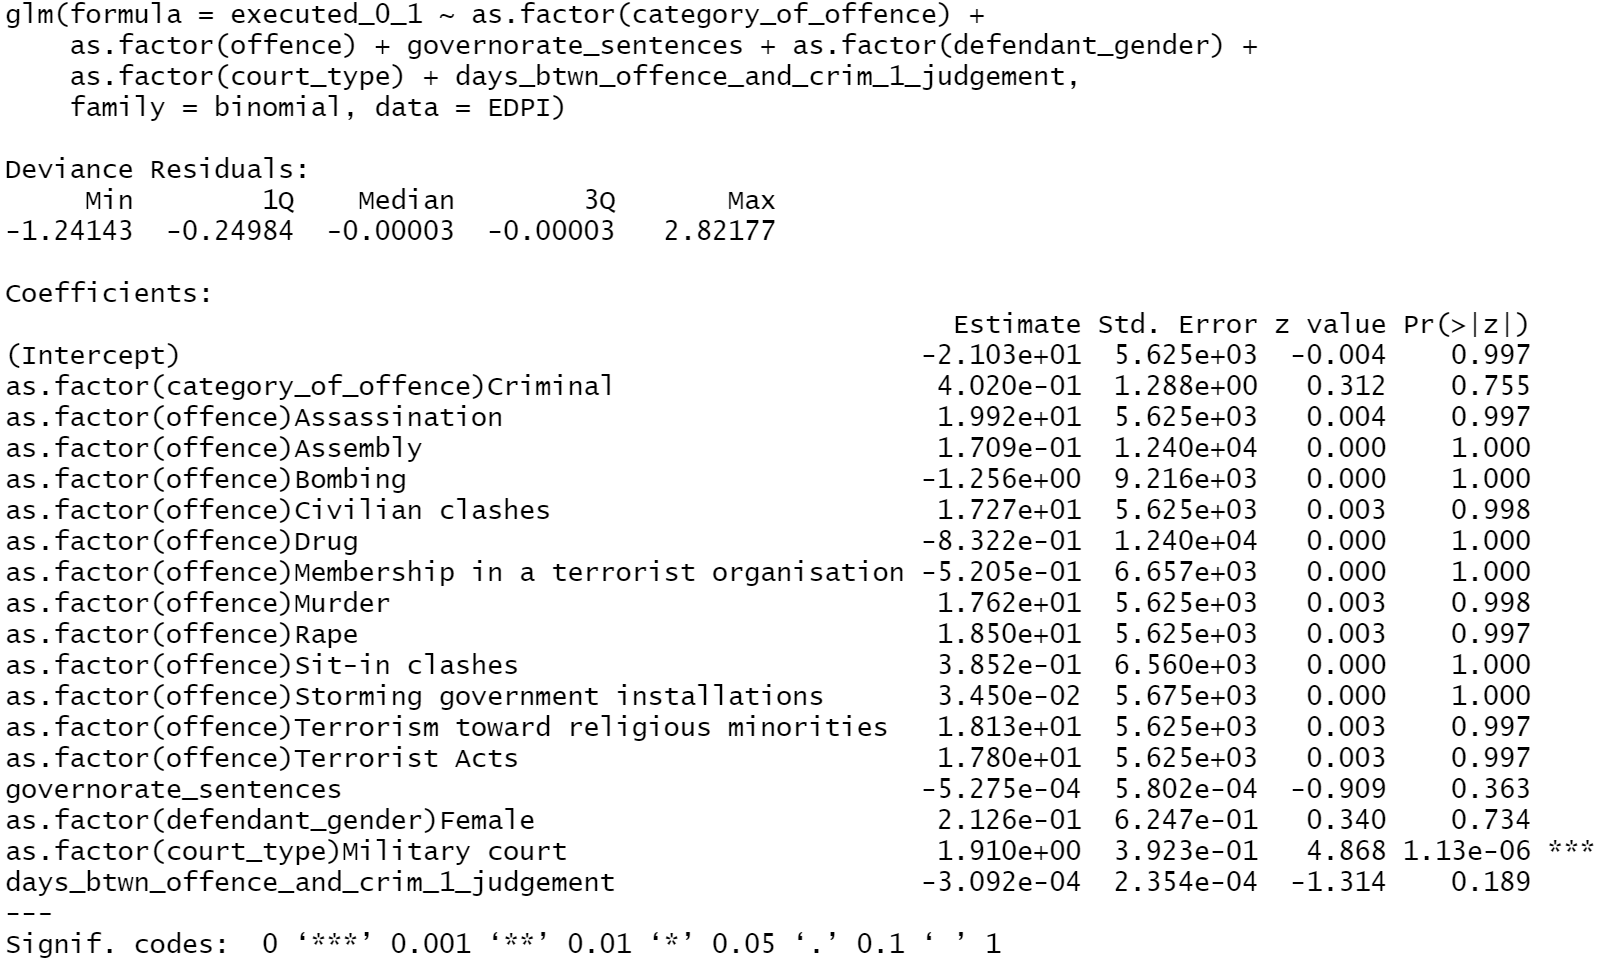 glm(formula = executed_0_1 ~ as.factor(category_of_offence) +
    as.factor(offence) + governorate_sentences + as.factor(defendant_gender) +
    as.factor(court_type) + days_btwn_offence_and_crim_1_judgement,
    family = binomial, data = EDPI)

Deviance Residuals:
     Min        1Q    Median        3Q       Max
-1.24143  -0.24984  -0.00003  -0.00003   2.82177

Coefficients:
                                                           Estimate Std. Error z value Pr(>|z|)
(Intercept)                                              -2.103e+01  5.625e+03  -0.004    0.997
as.factor(category_of_offence)Criminal                    4.020e-01  1.288e+00   0.312    0.755
as.factor(offence)Assassination                           1.992e+01  5.625e+03   0.004    0.997
as.factor(offence)Assembly                                1.709e-01  1.240e+04   0.000    1.000
as.factor(offence)Bombing                                -1.256e+00  9.216e+03   0.000    1.000
as.factor(offence)Civilian clashes                        1.727e+01  5.625e+03   0.003    0.998
as.factor(offence)Drug                                   -8.322e-01  1.240e+04   0.000    1.000
as.factor(offence)Membership in a terrorist organisation -5.205e-01  6.657e+03   0.000    1.000
as.factor(offence)Murder                                  1.762e+01  5.625e+03   0.003    0.998
as.factor(offence)Rape                                    1.850e+01  5.625e+03   0.003    0.997
as.factor(offence)Sit-in clashes                          3.852e-01  6.560e+03   0.000    1.000
as.factor(offence)Storming government installations       3.450e-02  5.675e+03   0.000    1.000
as.factor(offence)Terrorism toward religious minorities   1.813e+01  5.625e+03   0.003    0.997
as.factor(offence)Terrorist Acts                          1.780e+01  5.625e+03   0.003    0.997
governorate_sentences                                    -5.275e-04  5.802e-04  -0.909    0.363
as.factor(defendant_gender)Female                         2.126e-01  6.247e-01   0.340    0.734
as.factor(court_type)Military court                       1.910e+00  3.923e-01   4.868 1.13e-06 ***
days_btwn_offence_and_crim_1_judgement                   -3.092e-04  2.354e-04  -1.314    0.189
---
Signif. codes:  0 ‘***’ 0.001 ‘**’ 0.01 ‘*’ 0.05 ‘.’ 0.1 ‘ ’ 1